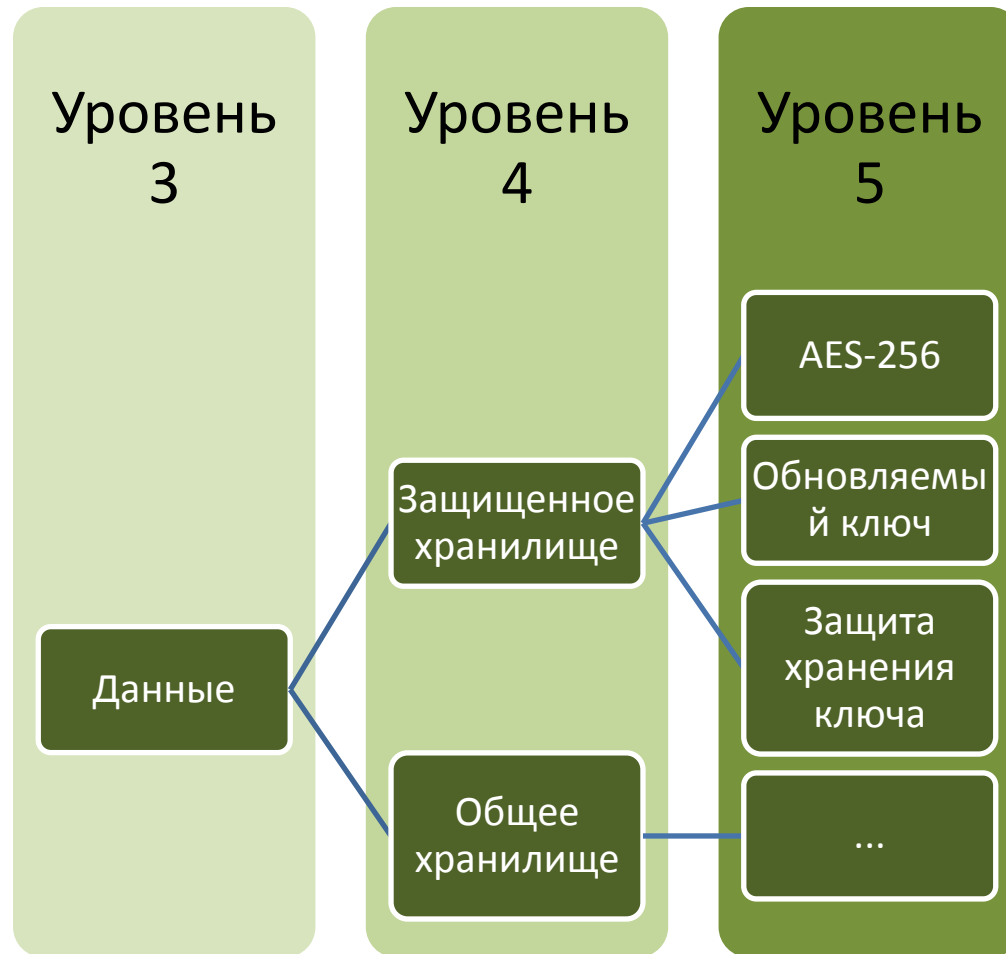 Уровень
3
Уровень
4
Уровень
5
Данные
Защищенное
хранилище
Общее
хранилище
AES-256
Обновляемы
й ключ
Защита
хранения
ключа
...